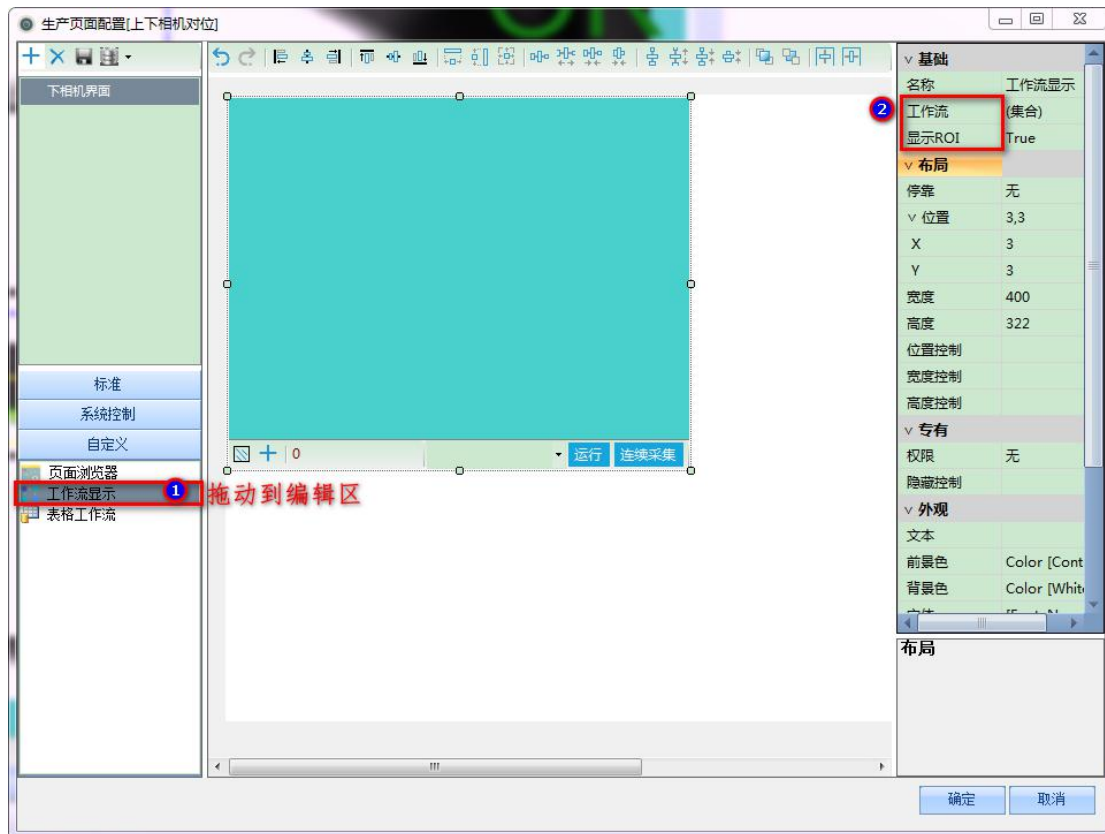 生产页面配置[上下相机对位]
下相机界面
标准
系统控制
自定义
页面浏览器
工作流显示 1 拖动到编辑区
表格工作流
0
运行 连续采集
2
基础
名称 工作流显示
工作流 (集合)
显示ROI True
布局
停靠 无
位置 3,3
X 3
Y 3
宽度 400
高度 322
位置控制
宽度控制
高度控制
专有
权限 无
隐藏控制
外观
文本
前景色 Color [Cont
背景色 Color [White
布局
确定 取消